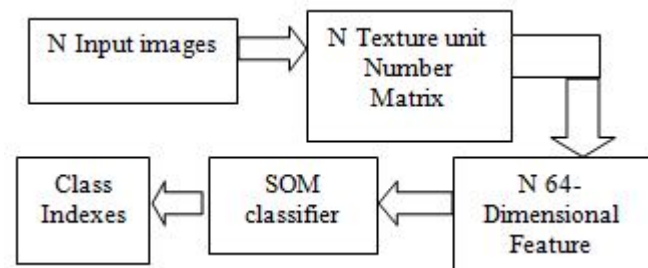 N Input images
N Texture unit
Number
Matrix
N 64-
Dimensional
Feature
SOM
classifier
Class
Indexes